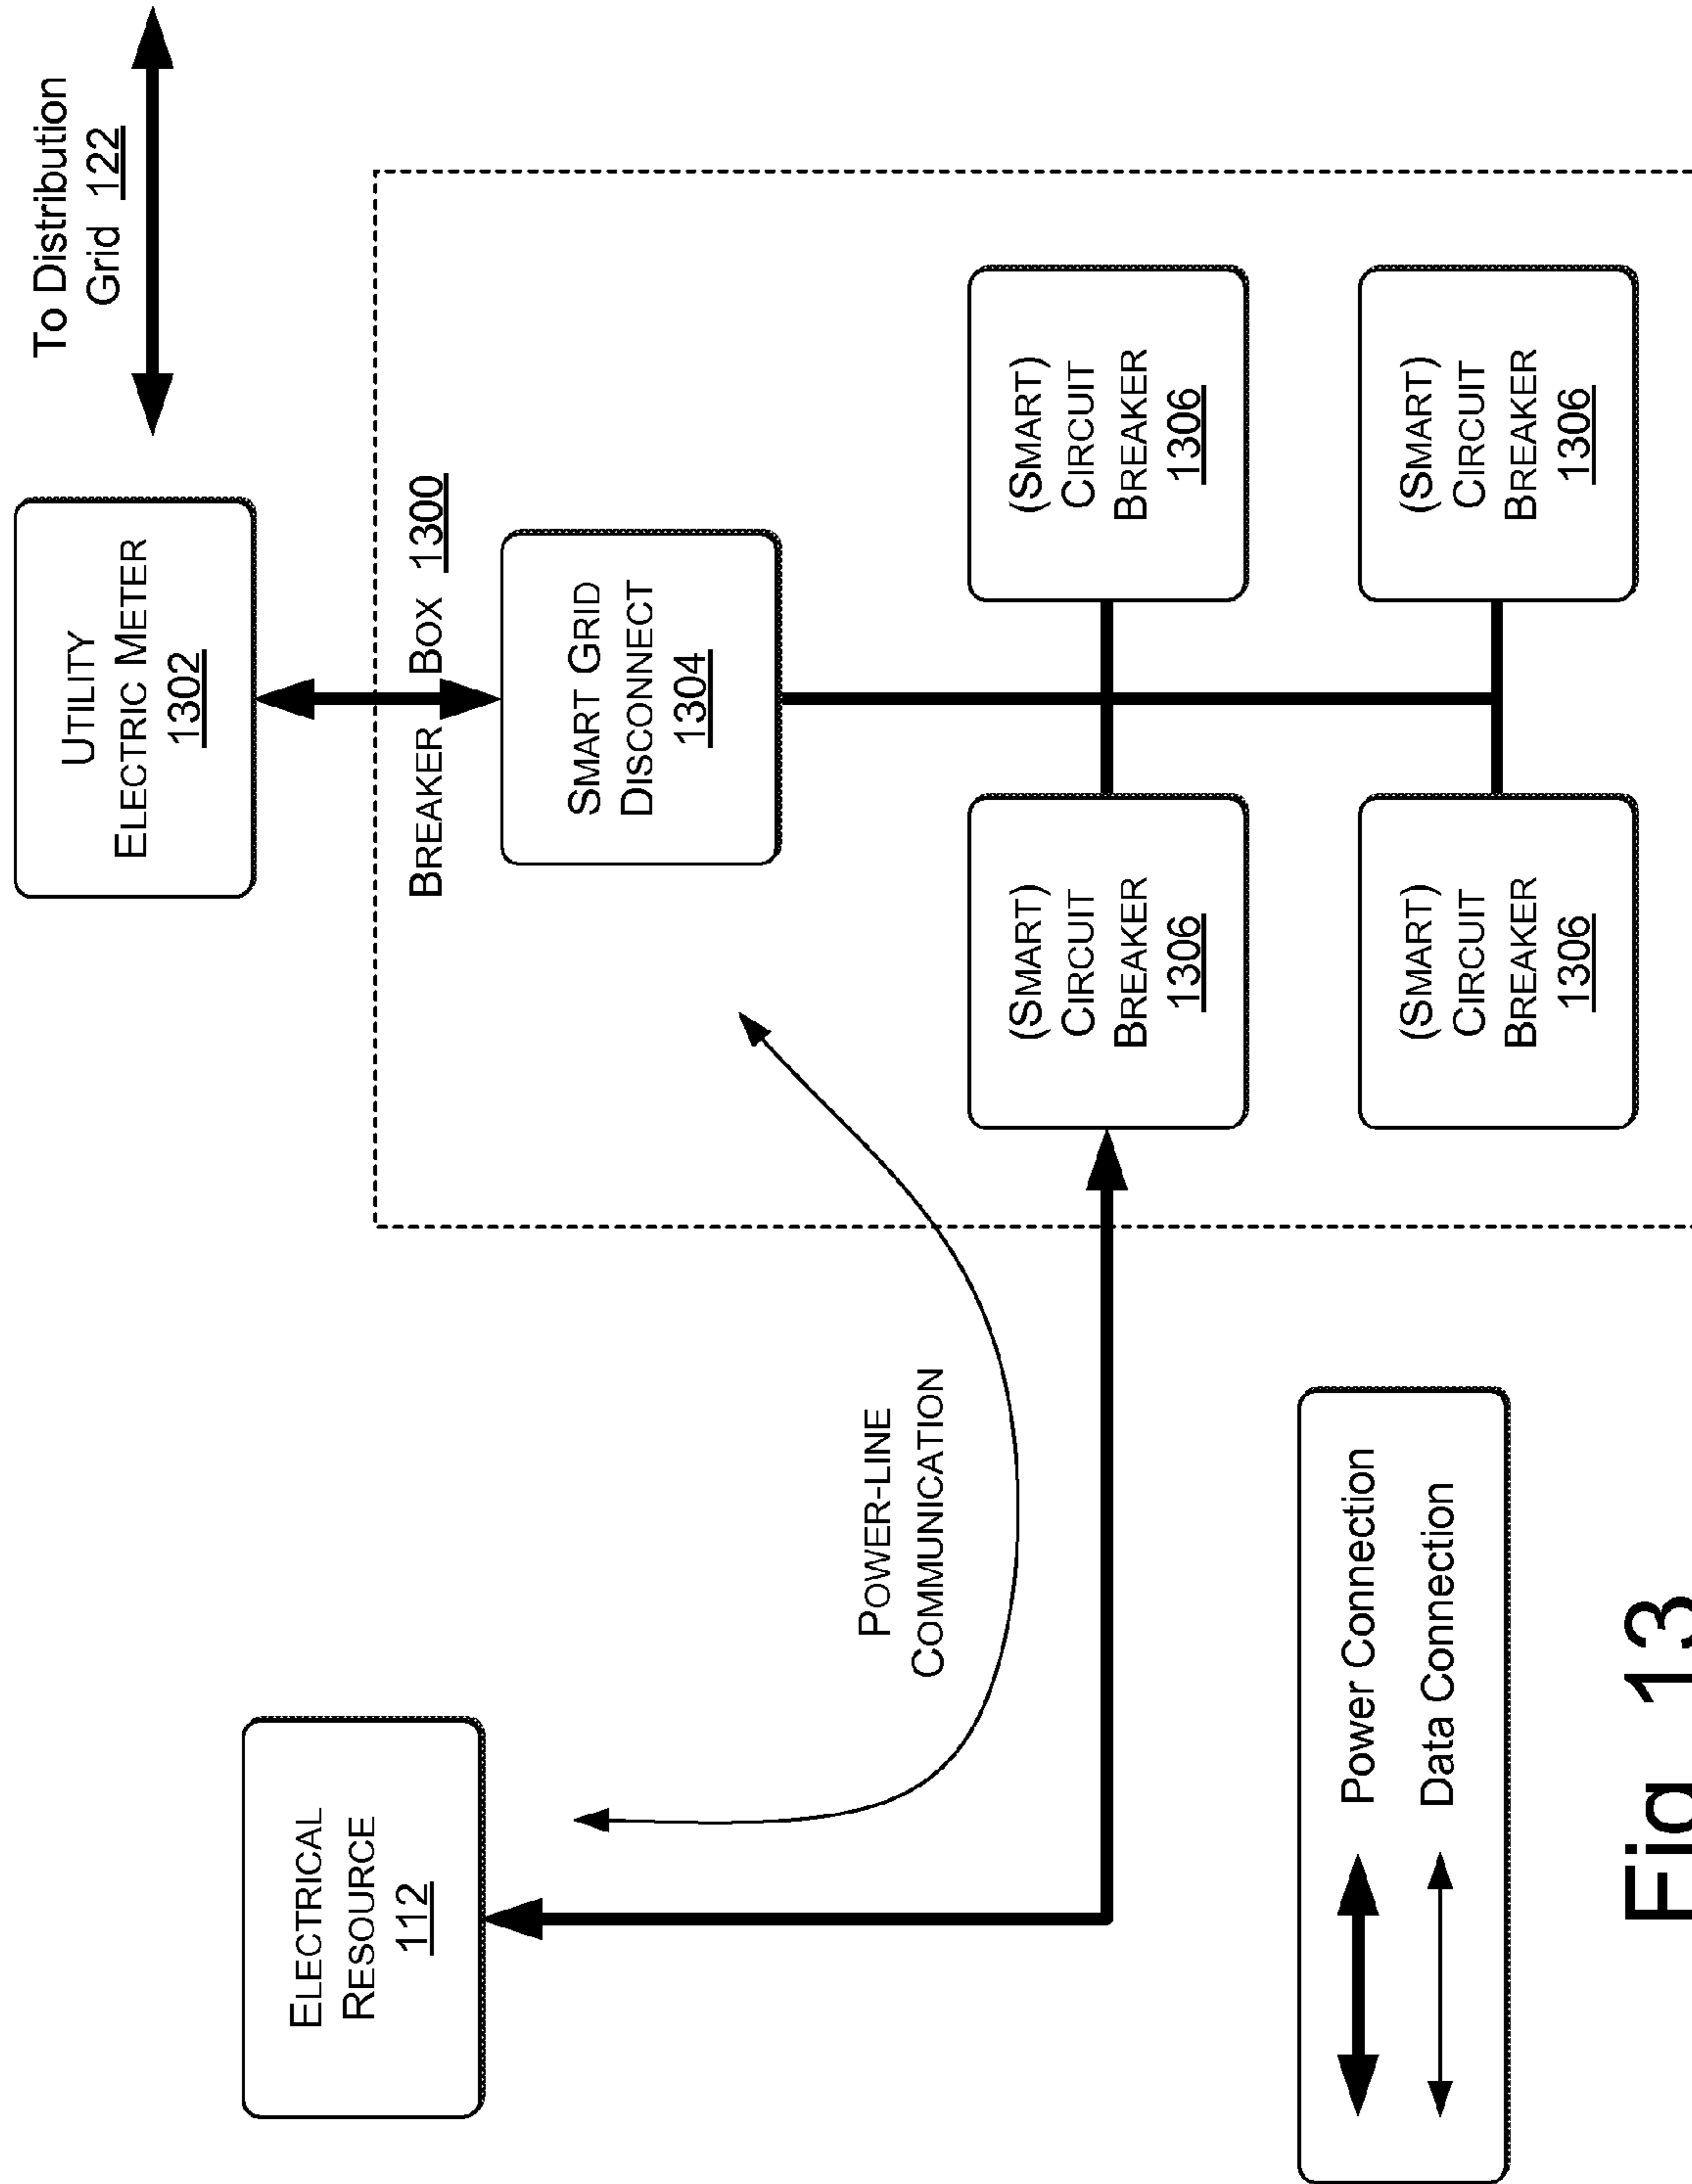 To Distribution
Grid 122
UTILITY
ELECTRIC METER
1302
BREAKER BOX 1300
SMART GRID
DISCONNECT
1304
ELECTRICAL
RESOURCE
112
POWER-LINE
COMMUNICATION
(SMART)
CIRCUIT
BREAKER
1306
(SMART)
CIRCUIT
BREAKER
1306
(SMART)
CIRCUIT
BREAKER
1306
(SMART)
CIRCUIT
BREAKER
1306
Power Connection
Data Connection
Fig. 13